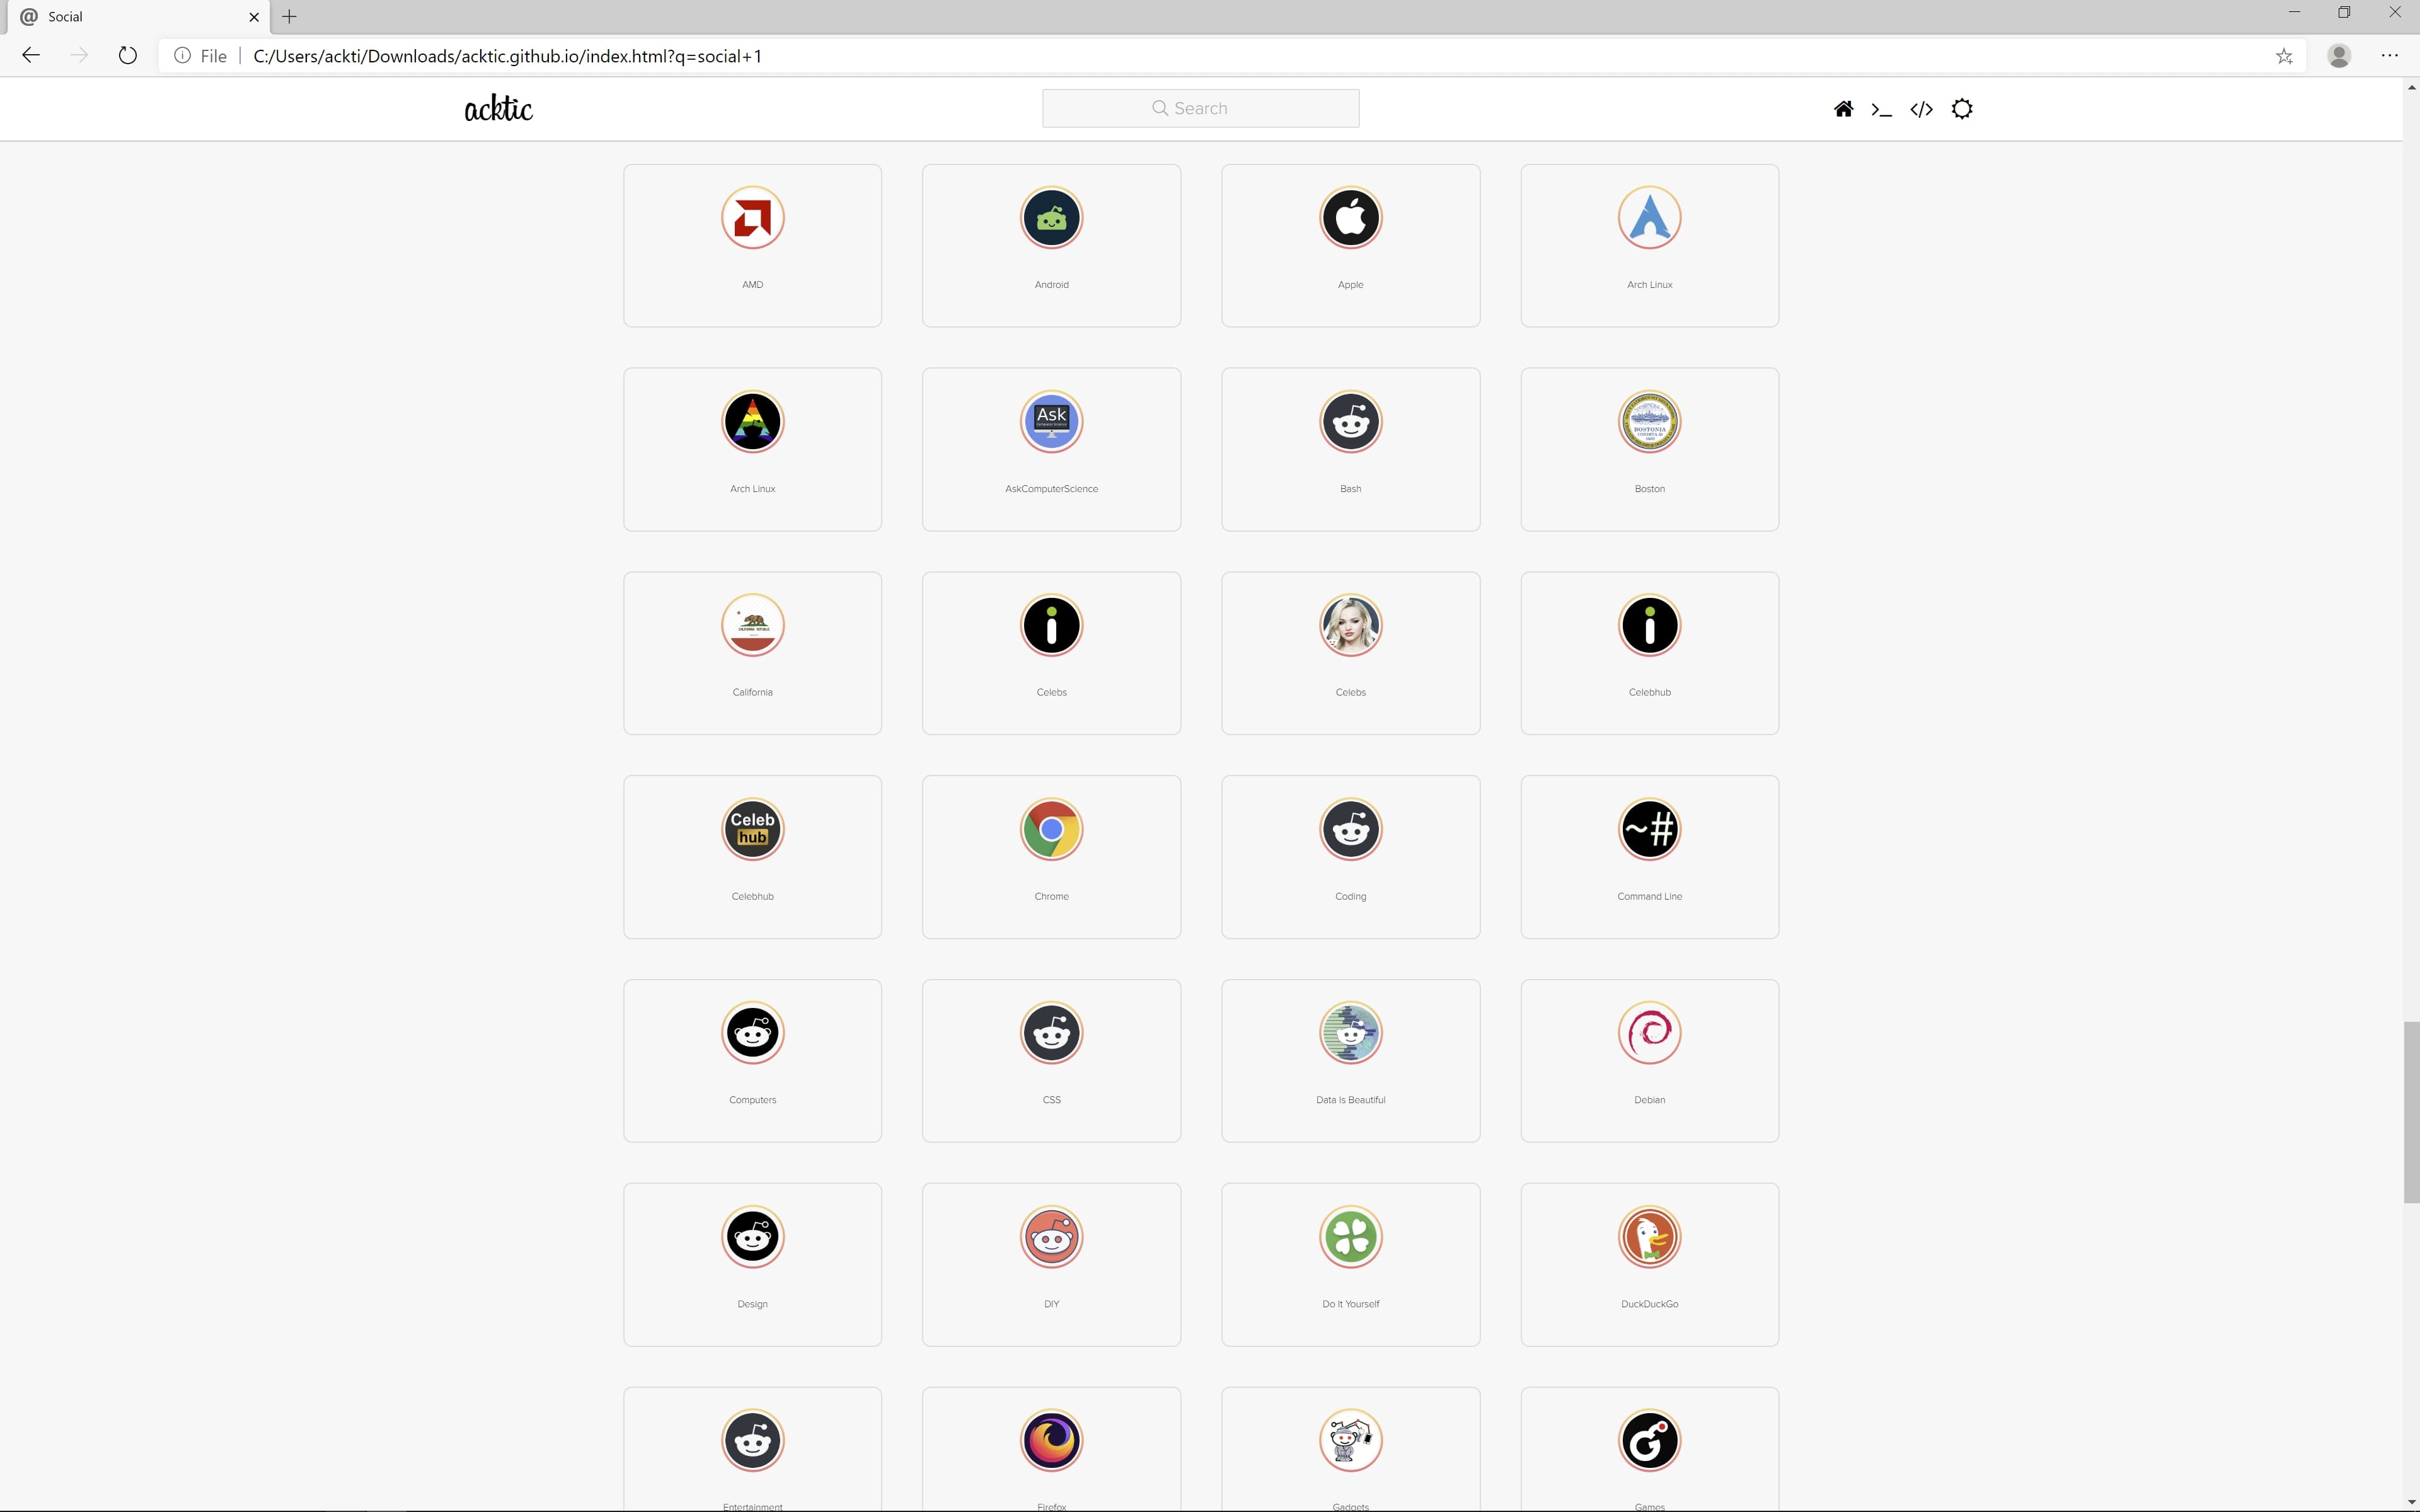 Social
File
C:/Users/ackti/Downloads/acktic.github.io/index.html?q=social+1
acktic
Search
>_
</>
AMD
Android
Apple
Arch Linux
Ask
BOSTONIA
Arch Linux
AskComputerScience
Bash
Boston
CALIFORNIA REPUBLIC
California
Celebs
Celebs
Celebhub
Celeb
hub
~#
Celebhub
Chrome
Coding
Command Line
Computers
CSS
Data Is Beautiful
Debian
Design
DIY
Do It Yourself
DuckDuckGo
Entertainment
Firefox
Gadgets
Games